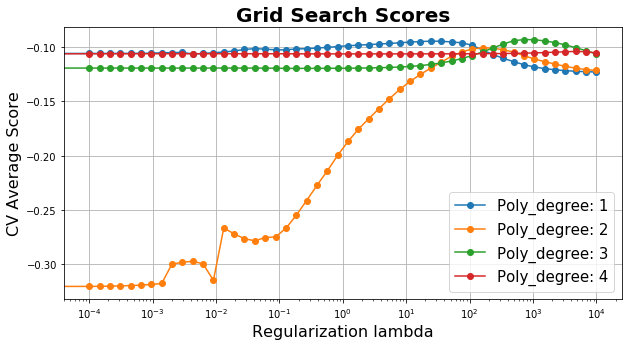 Grid Search Scores
CV Average Score
−0.10
−0.15
−0.20
−0.25
−0.30
10⁻⁴ 10⁻³ 10⁻² 10⁻¹ 10⁰ 10¹ 10² 10³ 10⁴
Regularization lambda
Poly_degree: 1
Poly_degree: 2
Poly_degree: 3
Poly_degree: 4